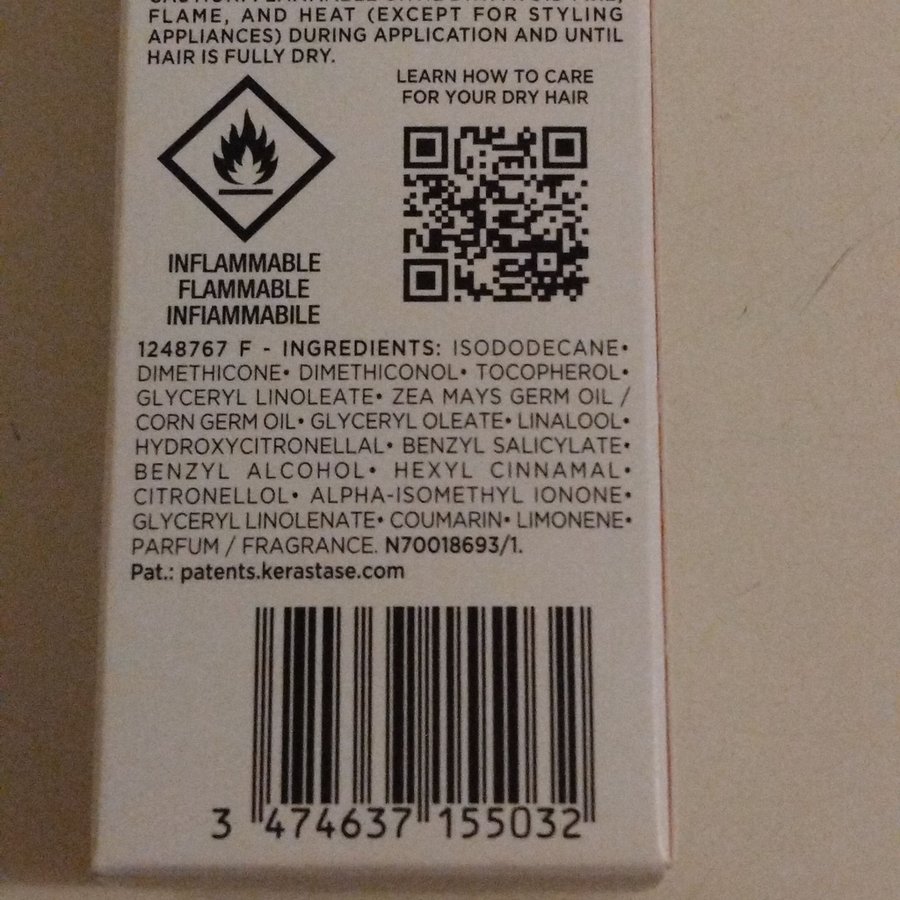 FLAME, AND HEAT (EXCEPT FOR STYLING
APPLIANCES) DURING APPLICATION AND UNTIL
HAIR IS FULLY DRY.
LEARN HOW TO CARE
FOR YOUR DRY HAIR
INFLAMMABLE
FLAMMABLE
INFIAMMABILE
1248767 F - INGREDIENTS: ISODODECANE•
DIMETHICONE• DIMETHICONOL• TOCOPHEROL•
GLYCERYL LINOLEATE• ZEA MAYS GERM OIL /
CORN GERM OIL• GLYCERYL OLEATE• LINALOOL•
HYDROXYCITRONELLAL• BENZYL SALICYLATE•
BENZYL ALCOHOL• HEXYL CINNAMAL•
CITRONELLOL• ALPHA-ISOMETHYL IONONE•
GLYCERYL LINOLENATE• COUMARIN• LIMONENE•
PARFUM / FRAGRANCE. N70018693/1.
Pat.: patents.kerastase.com
3 474637 155032